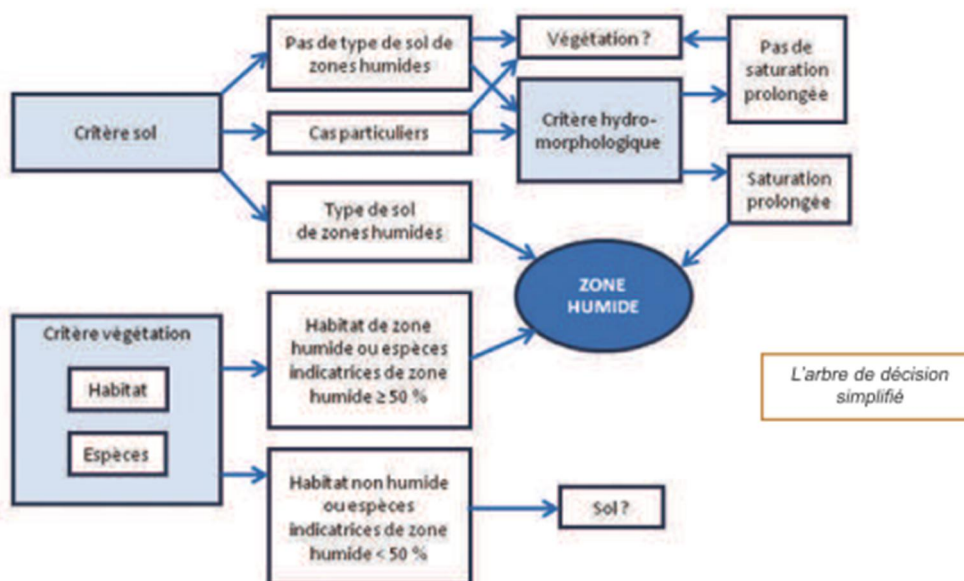 Critère sol
Pas de type de sol de
zones humides
Cas particuliers
Type de sol
de zones humides
Végétation ?
Critère hydro-
morphologique
Pas de
saturation
prolongée
Saturation
prolongée
ZONE
HUMIDE
Critère végétation
Habitat
Espèces
Habitat de zone
humide ou espèces
indicatrices de zone
humide ≥ 50 %
Habitat non humide
ou espèces
indicatrices de zone
humide < 50 %
Sol ?
L'arbre de décision
simplifié